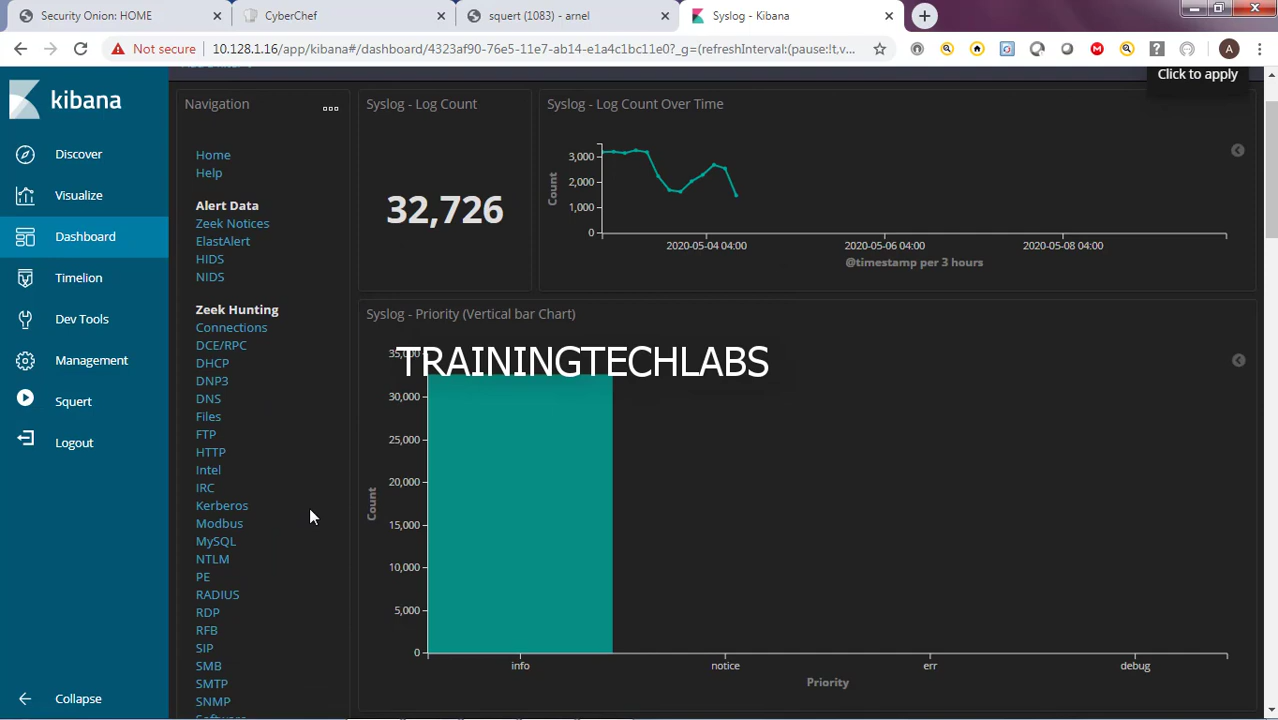 Security Onion: HOME
CyberChef
squert (1083) - arnel
Syslog - Kibana
Not secure
10.128.1.16/app/kibana#/dashboard/4323af90-76e5-11e7-ab14-e1a4c1bc11e0?_g=(refreshInterval:(pause:!t,v...
Click to apply
kibana
Discover
Visualize
Dashboard
Timelion
Dev Tools
Management
Squert
Logout
Collapse
Navigation
Home
Help
Alert Data
Zeek Notices
ElastAlert
HIDS
NIDS
Zeek Hunting
Connections
DCE/RPC
DHCP
DNP3
DNS
Files
FTP
HTTP
Intel
IRC
Kerberos
Modbus
MySQL
NTLM
PE
RADIUS
RDP
RFB
SIP
SMB
SMTP
SNMP
Syslog - Log Count
32,726
Syslog - Log Count Over Time
Count
3,000
2,000
1,000
0
2020-05-04 04:00
2020-05-06 04:00
2020-05-08 04:00
@timestamp per 3 hours
Syslog - Priority (Vertical bar Chart)
TRAININGTECHLABS
Count
35,000
30,000
25,000
20,000
15,000
10,000
5,000
0
info
notice
err
debug
Priority